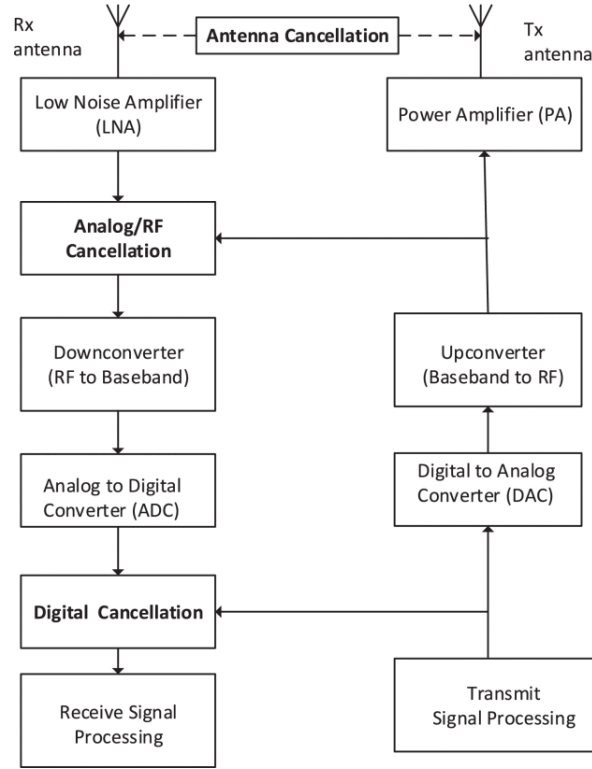 Rx
antenna
Antenna Cancellation
Tx
antenna
Low Noise Amplifier
(LNA)
Power Amplifier (PA)
Analog/RF
Cancellation
Downconverter
(RF to Baseband)
Upconverter
(Baseband to RF)
Analog to Digital
Converter (ADC)
Digital to Analog
Converter (DAC)
Digital Cancellation
Receive Signal
Processing
Transmit
Signal Processing